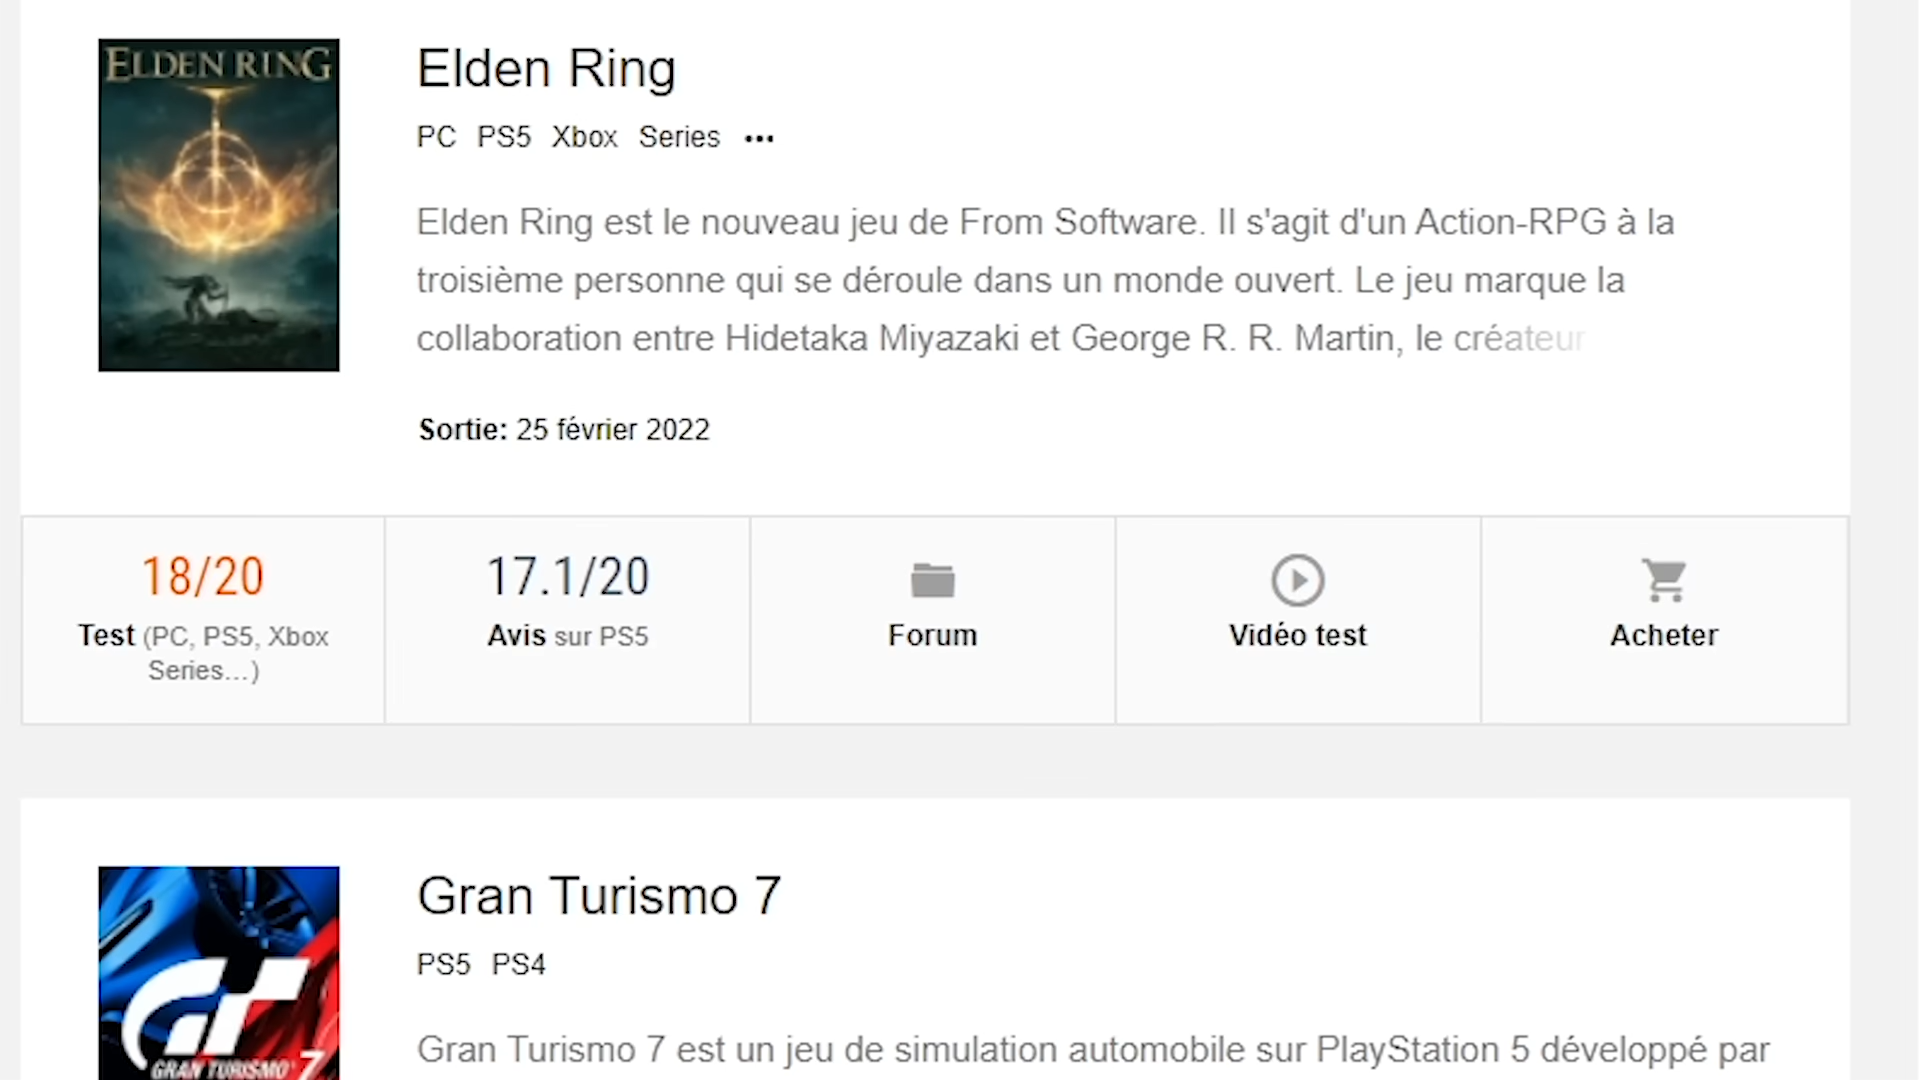 ELDEN RING
Elden Ring
PC PS5 Xbox Series •••
Elden Ring est le nouveau jeu de From Software. Il s'agit d'un Action-RPG à la
troisième personne qui se déroule dans un monde ouvert. Le jeu marque la
collaboration entre Hidetaka Miyazaki et George R. R. Martin, le créateur
Sortie: 25 février 2022
18/20
Test (PC, PS5, Xbox
Series...)
17.1/20
Avis sur PS5
Forum
Vidéo test
Acheter
GT
GRAN TURISMO 7
Gran Turismo 7
PS5 PS4
Gran Turismo 7 est un jeu de simulation automobile sur PlayStation 5 développé par